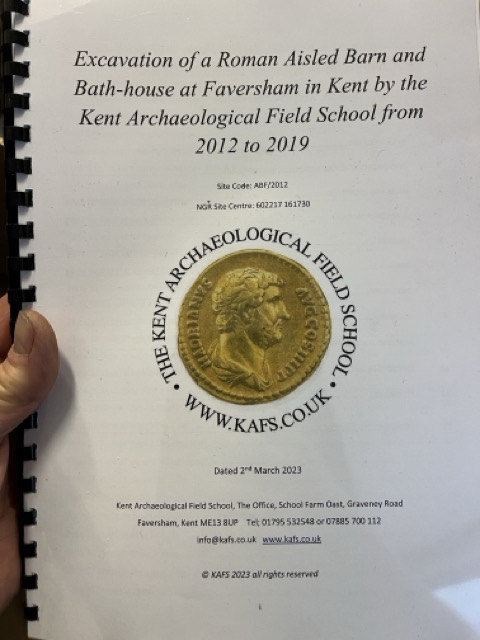 Excavation of a Roman Aisled Barn and
Bath-house at Faversham in Kent by the
Kent Archaeological Field School from
2012 to 2019
Site Code: ABF/2012
NGR Site Centre: 602217 161730
THE KENT ARCHAEOLOGICAL FIELD SCHOOL
HADRIANVS AVGCOSIIIPP
• WWW.KAFS.CO.UK •
Dated 2nd March 2023
Kent Archaeological Field School, The Office, School Farm Oast, Graveney Road
Faversham, Kent ME13 8UP Tel; 01795 532548 or 07885 700 112
info@kafs.co.uk www.kafs.co.uk
© KAFS 2023 all rights reserved
i